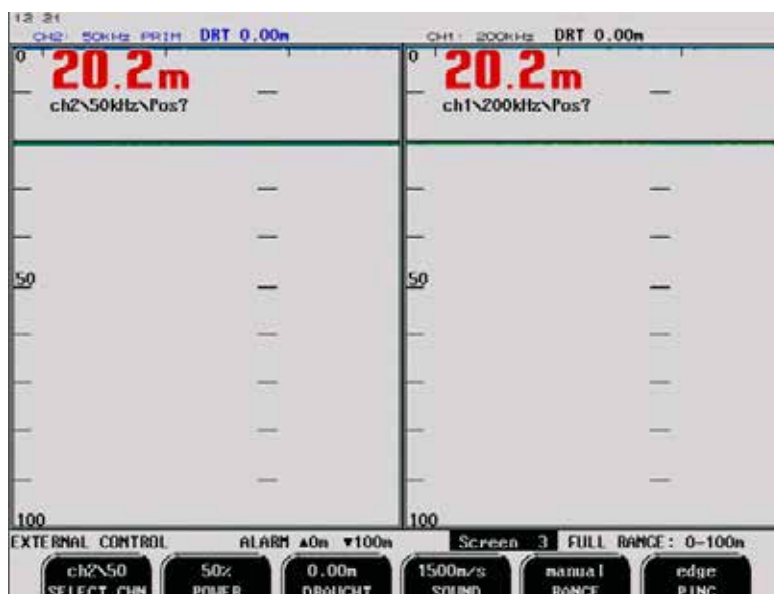 12 21
CH2: 50KHz PRIM DRT 0.00m
CH1: 200KHz DRT 0.00m
0
20.2m
ch2\50kHz\Pos?
50
100
0
20.2m
ch1\200kHz\Pos?
50
100
EXTERNAL CONTROL ALARM ▲0m ▼100m Screen 3 FULL RANGE: 0-100m
ch2\50 50% 0.00m 1500m/s manual edge
SELECT CHN POWER DRAUGHT SOUND RANGE PING